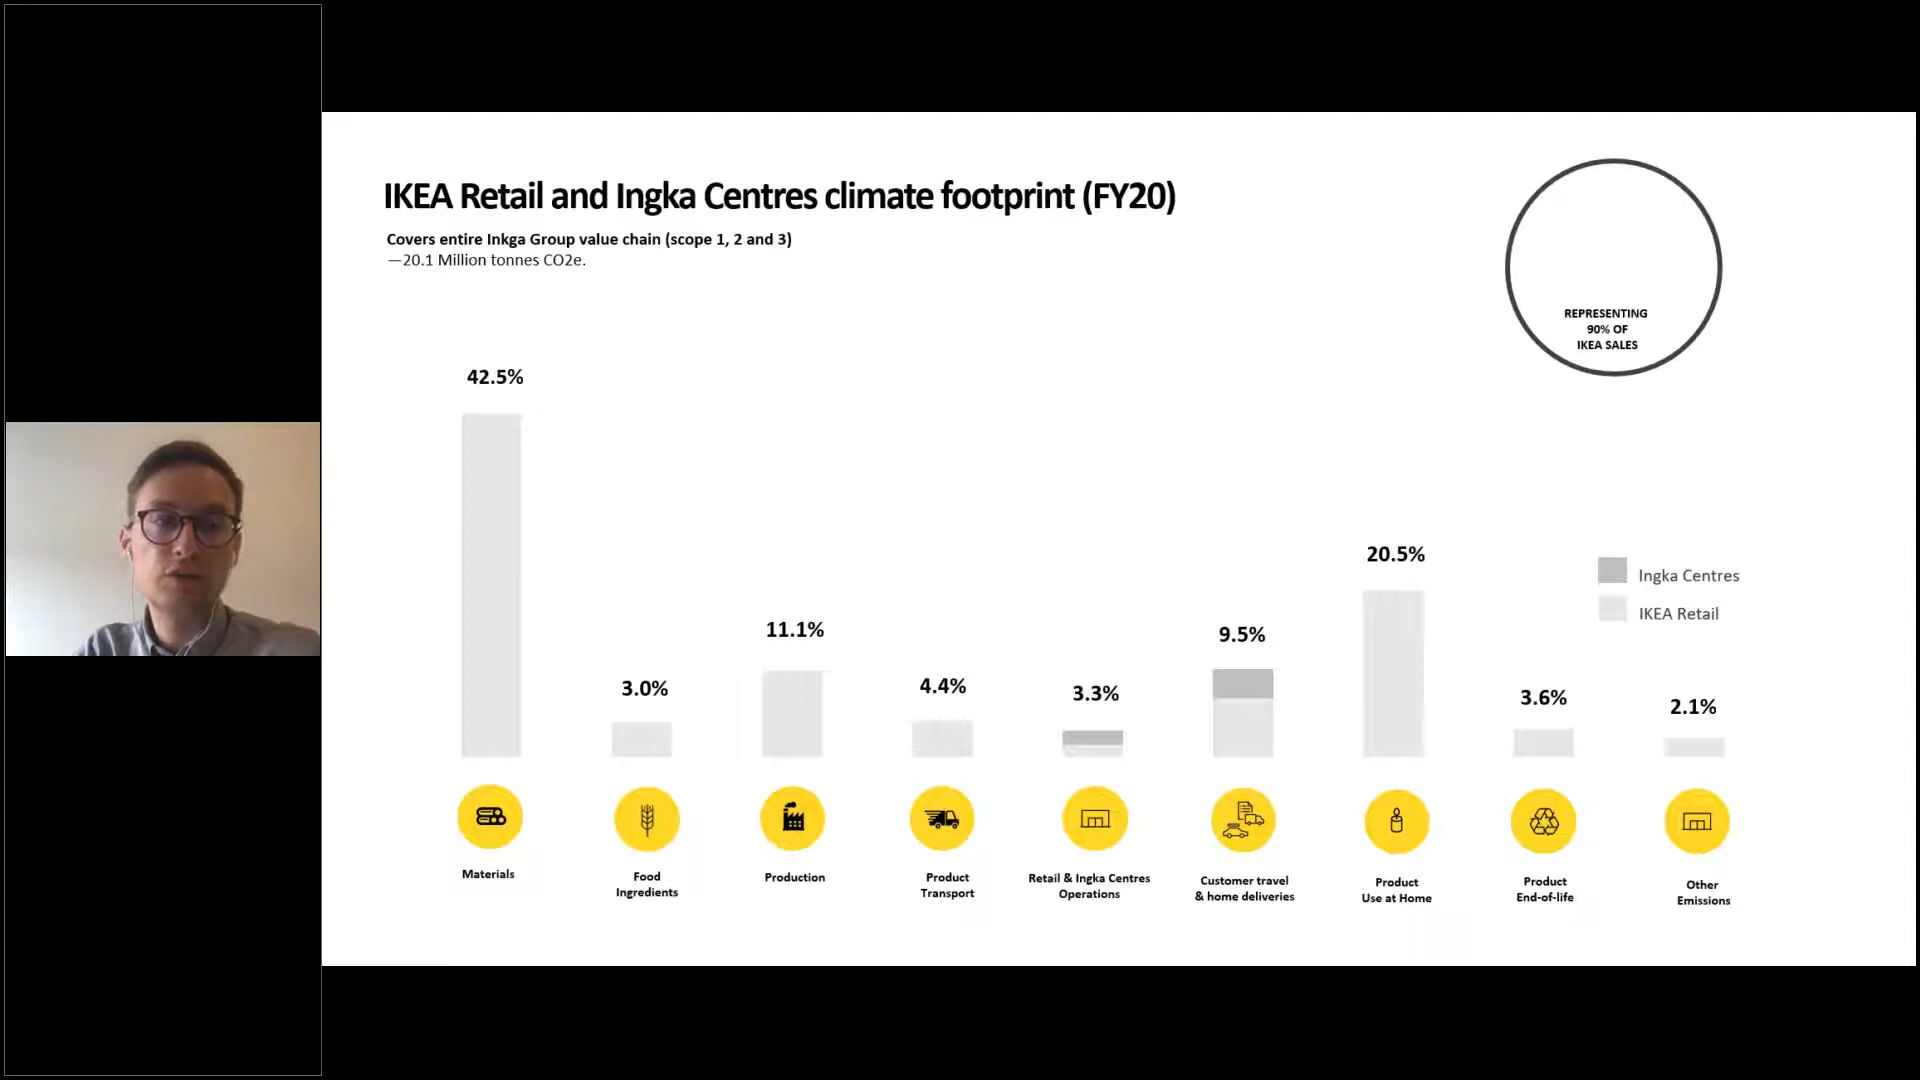 IKEA Retail and Ingka Centres climate footprint (FY20)
Covers entire Inkga Group value chain (scope 1, 2 and 3)
—20.1 Million tonnes CO2e.
REPRESENTING
90% OF
IKEA SALES
42.5%
3.0%
11.1%
4.4%
3.3%
9.5%
20.5%
3.6%
2.1%
Ingka Centres
IKEA Retail
Materials
Food
Ingredients
Production
Product
Transport
Retail & Ingka Centres
Operations
Customer travel
& home deliveries
Product
Use at Home
Product
End-of-life
Other
Emissions